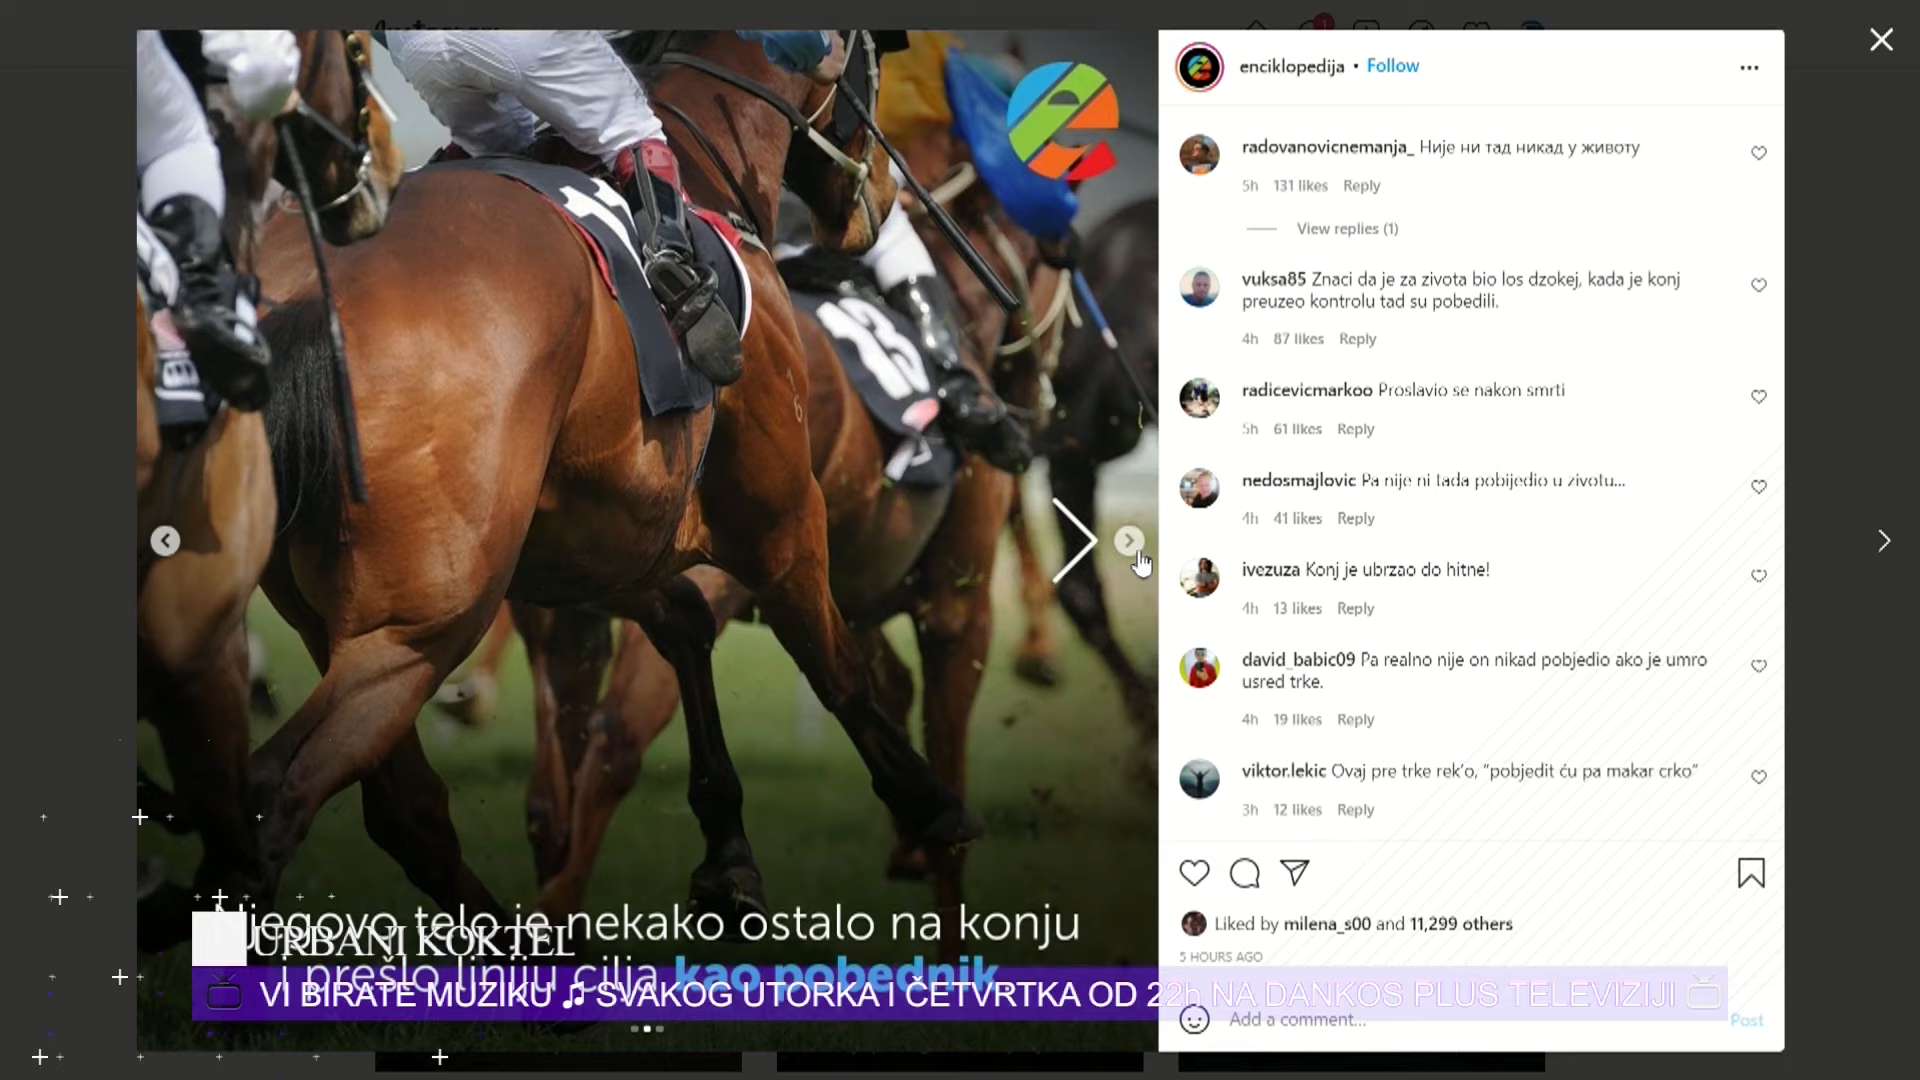 enciklopedija • Follow
radovanovicnemanja_ Није ни тад никад у животу
5h 131 likes Reply
View replies (1)
vuksa85 Znaci da je za zivota bio los dzokej, kada je konj
preuzeo kontrolu tad su pobedili.
4h 87 likes Reply
radicevicmarkoo Proslavio se nakon smrti
5h 61 likes Reply
nedosmajlovic Pa nije ni tada pobijedio u zivotu...
4h 41 likes Reply
ivezuza Konj je ubrzao do hitne!
4h 13 likes Reply
david_babic09 Pa realno nije on nikad pobjedio ako je umro
usred trke.
4h 19 likes Reply
viktor.lekic Ovaj pre trke rek'o, "pobjedit ću pa makar crko"
3h 12 likes Reply
Liked by milena_s00 and 11,299 others
5 HOURS AGO
Add a comment...
Post
13
Njegovo telo je nekako ostalo na konju
i prešlo liniju cilja kao pobednik
URBANI KOKTEL
VI BIRATE MUZIKU ♫ SVAKOG UTORKA I ČETVRTKA OD 22h NA DANKOS PLUS TELEVIZIJI